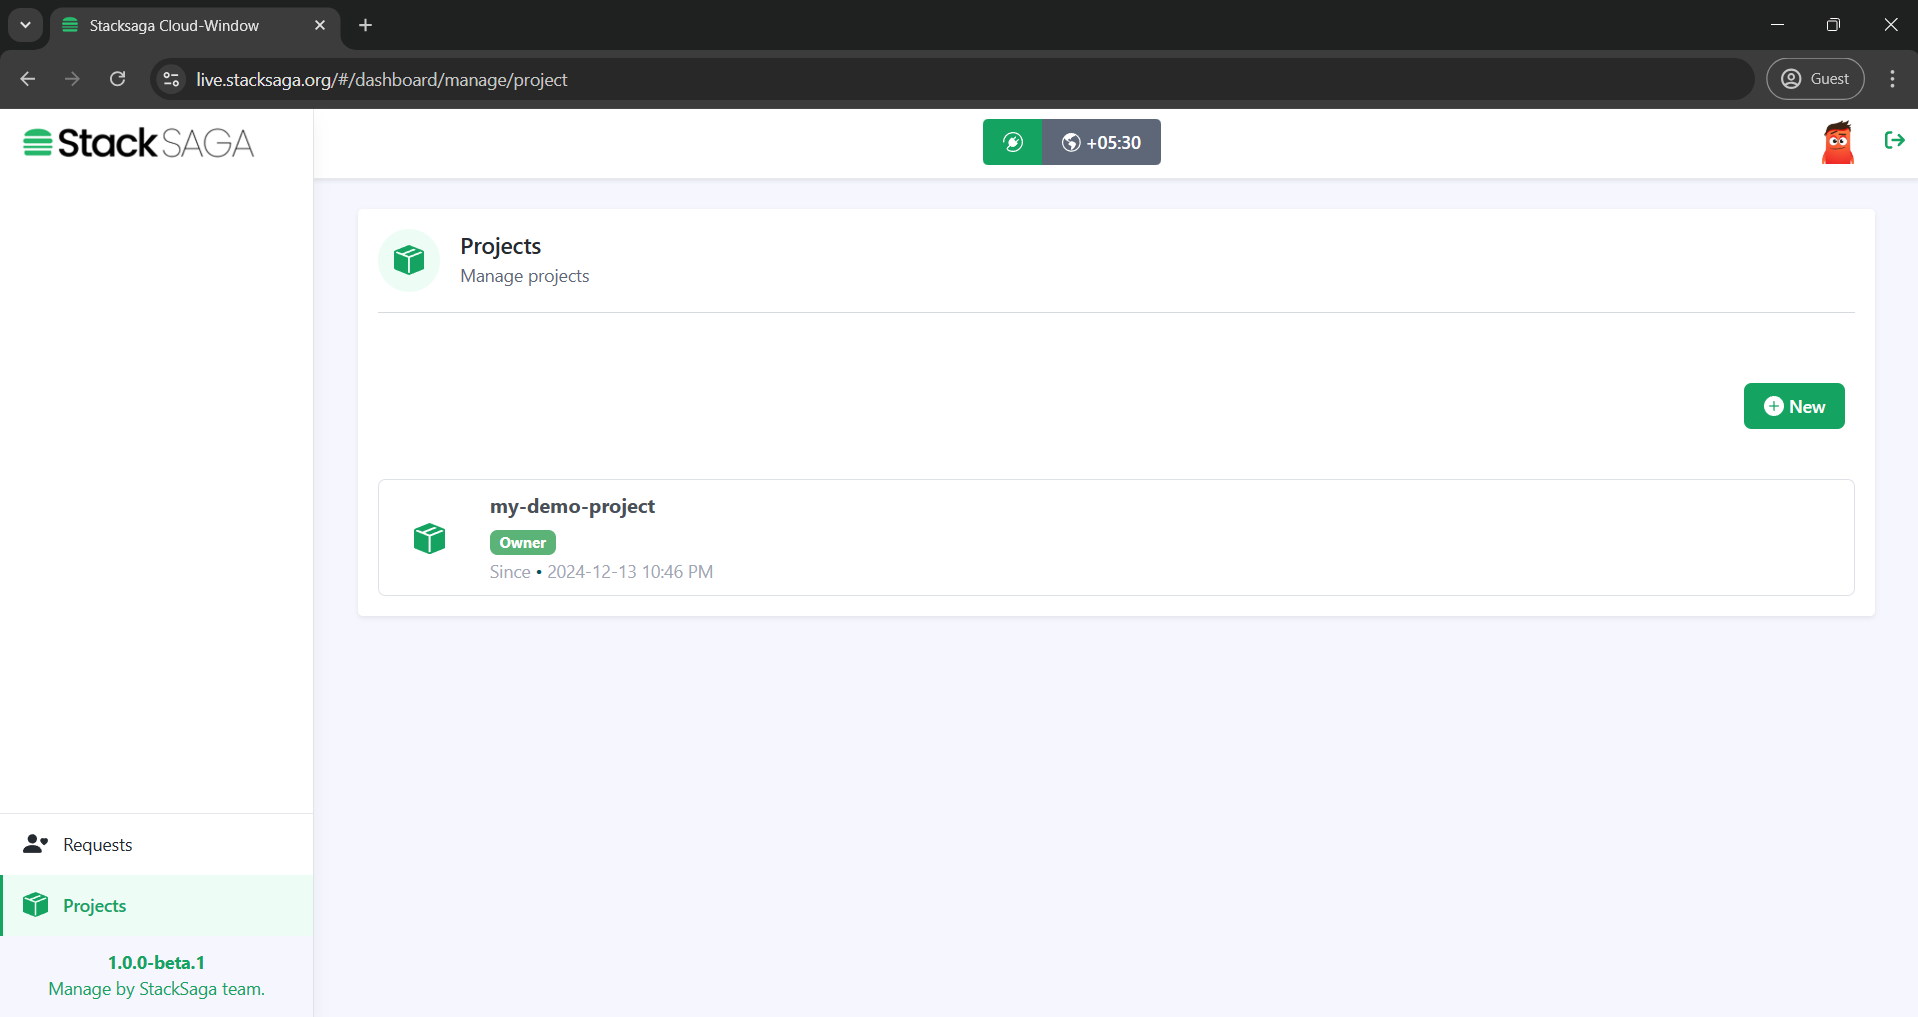 Stacksaga Cloud-Window
live.stacksaga.org/#/dashboard/manage/project
Guest
StackSAGA
+05:30
Projects
Manage projects
New
my-demo-project
Owner
Since • 2024-12-13 10:46 PM
Requests
Projects
1.0.0-beta.1
Manage by StackSaga team.